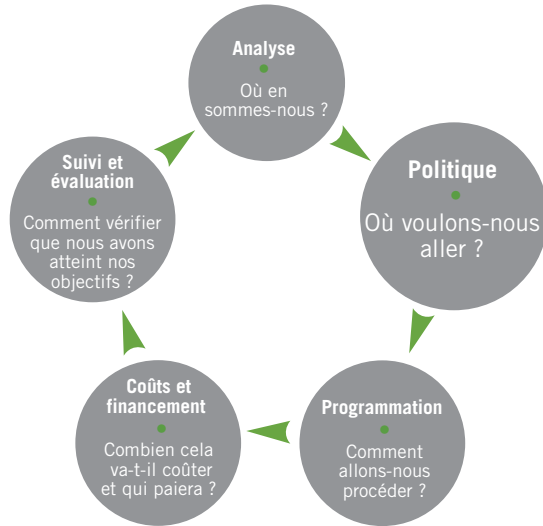 Analyse
Où en
sommes-nous ?
Politique
Où voulons-nous
aller ?
Programmation
Comment
allons-nous
procéder ?
Coûts et
financement
Combien cela
va-t-il coûter
et qui paiera ?
Suivi et
évaluation
Comment vérifier
que nous avons
atteint nos
objectifs ?